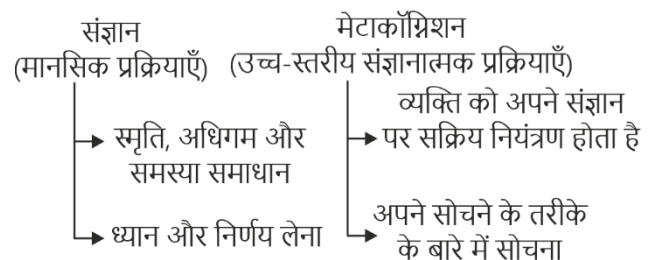 संज्ञान
(मानसिक प्रक्रियाएँ)
स्मृति, अधिगम और
समस्या समाधान
ध्यान और निर्णय लेना
मेटाकॉग्निशन
(उच्च-स्तरीय संज्ञानात्मक प्रक्रियाएँ)
व्यक्ति को अपने संज्ञान
पर सक्रिय नियंत्रण होता है
अपने सोचने के तरीके
के बारे में सोचना